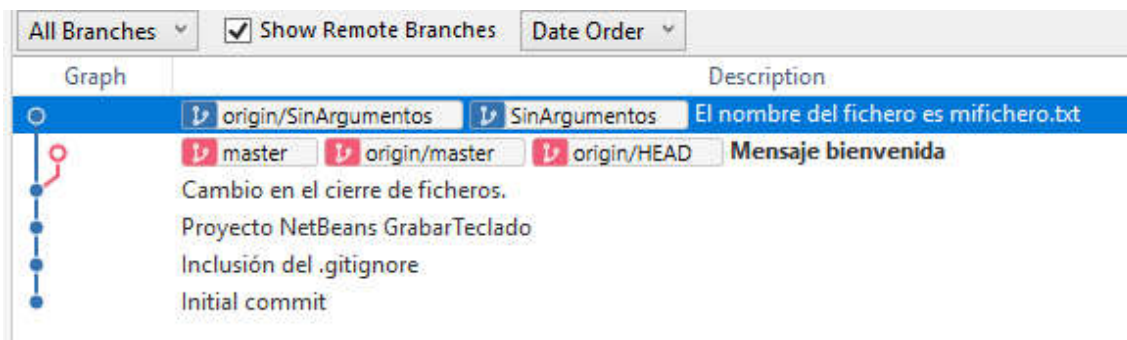 All Branches Show Remote Branches Date Order
Graph Description
origin/SinArgumentos SinArgumentos El nombre del fichero es mifichero.txt
master origin/master origin/HEAD Mensaje bienvenida
Cambio en el cierre de ficheros.
Proyecto NetBeans GrabarTeclado
Inclusión del .gitignore
Initial commit